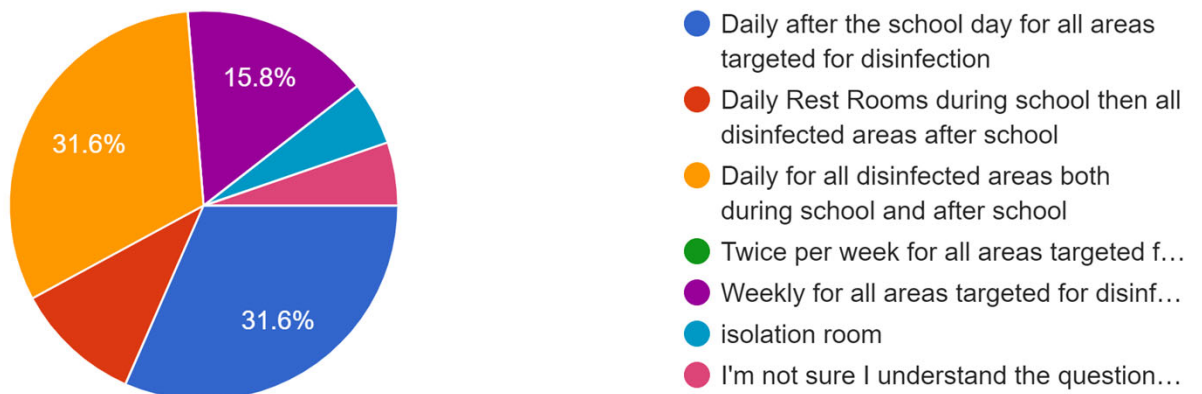 15.8%
31.6%
31.6%
Daily after the school day for all areas
targeted for disinfection
Daily Rest Rooms during school then all
disinfected areas after school
Daily for all disinfected areas both
during school and after school
Twice per week for all areas targeted f…
Weekly for all areas targeted for disinf…
isolation room
I'm not sure I understand the question…